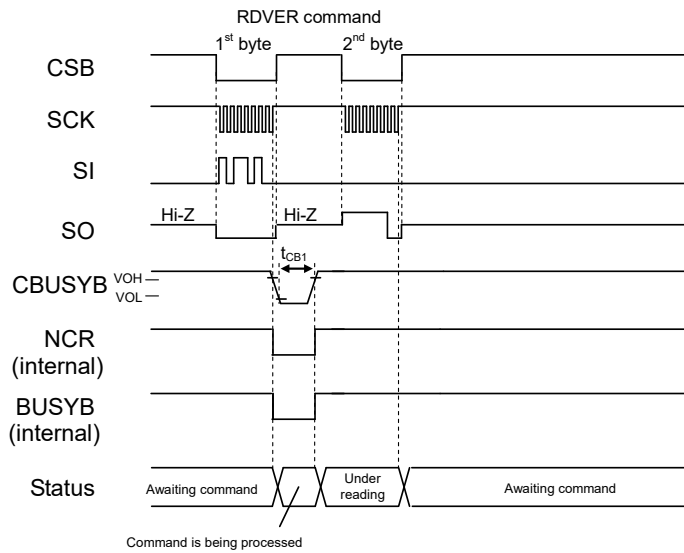 RDVER command
1st byte 2nd byte
CSB
SCK
SI
Hi-Z Hi-Z
SO
tCB1
VOH
CBUSYB
VOL
NCR
(internal)
BUSYB
(internal)
Status Awaiting command Under reading Awaiting command
Command is being processed